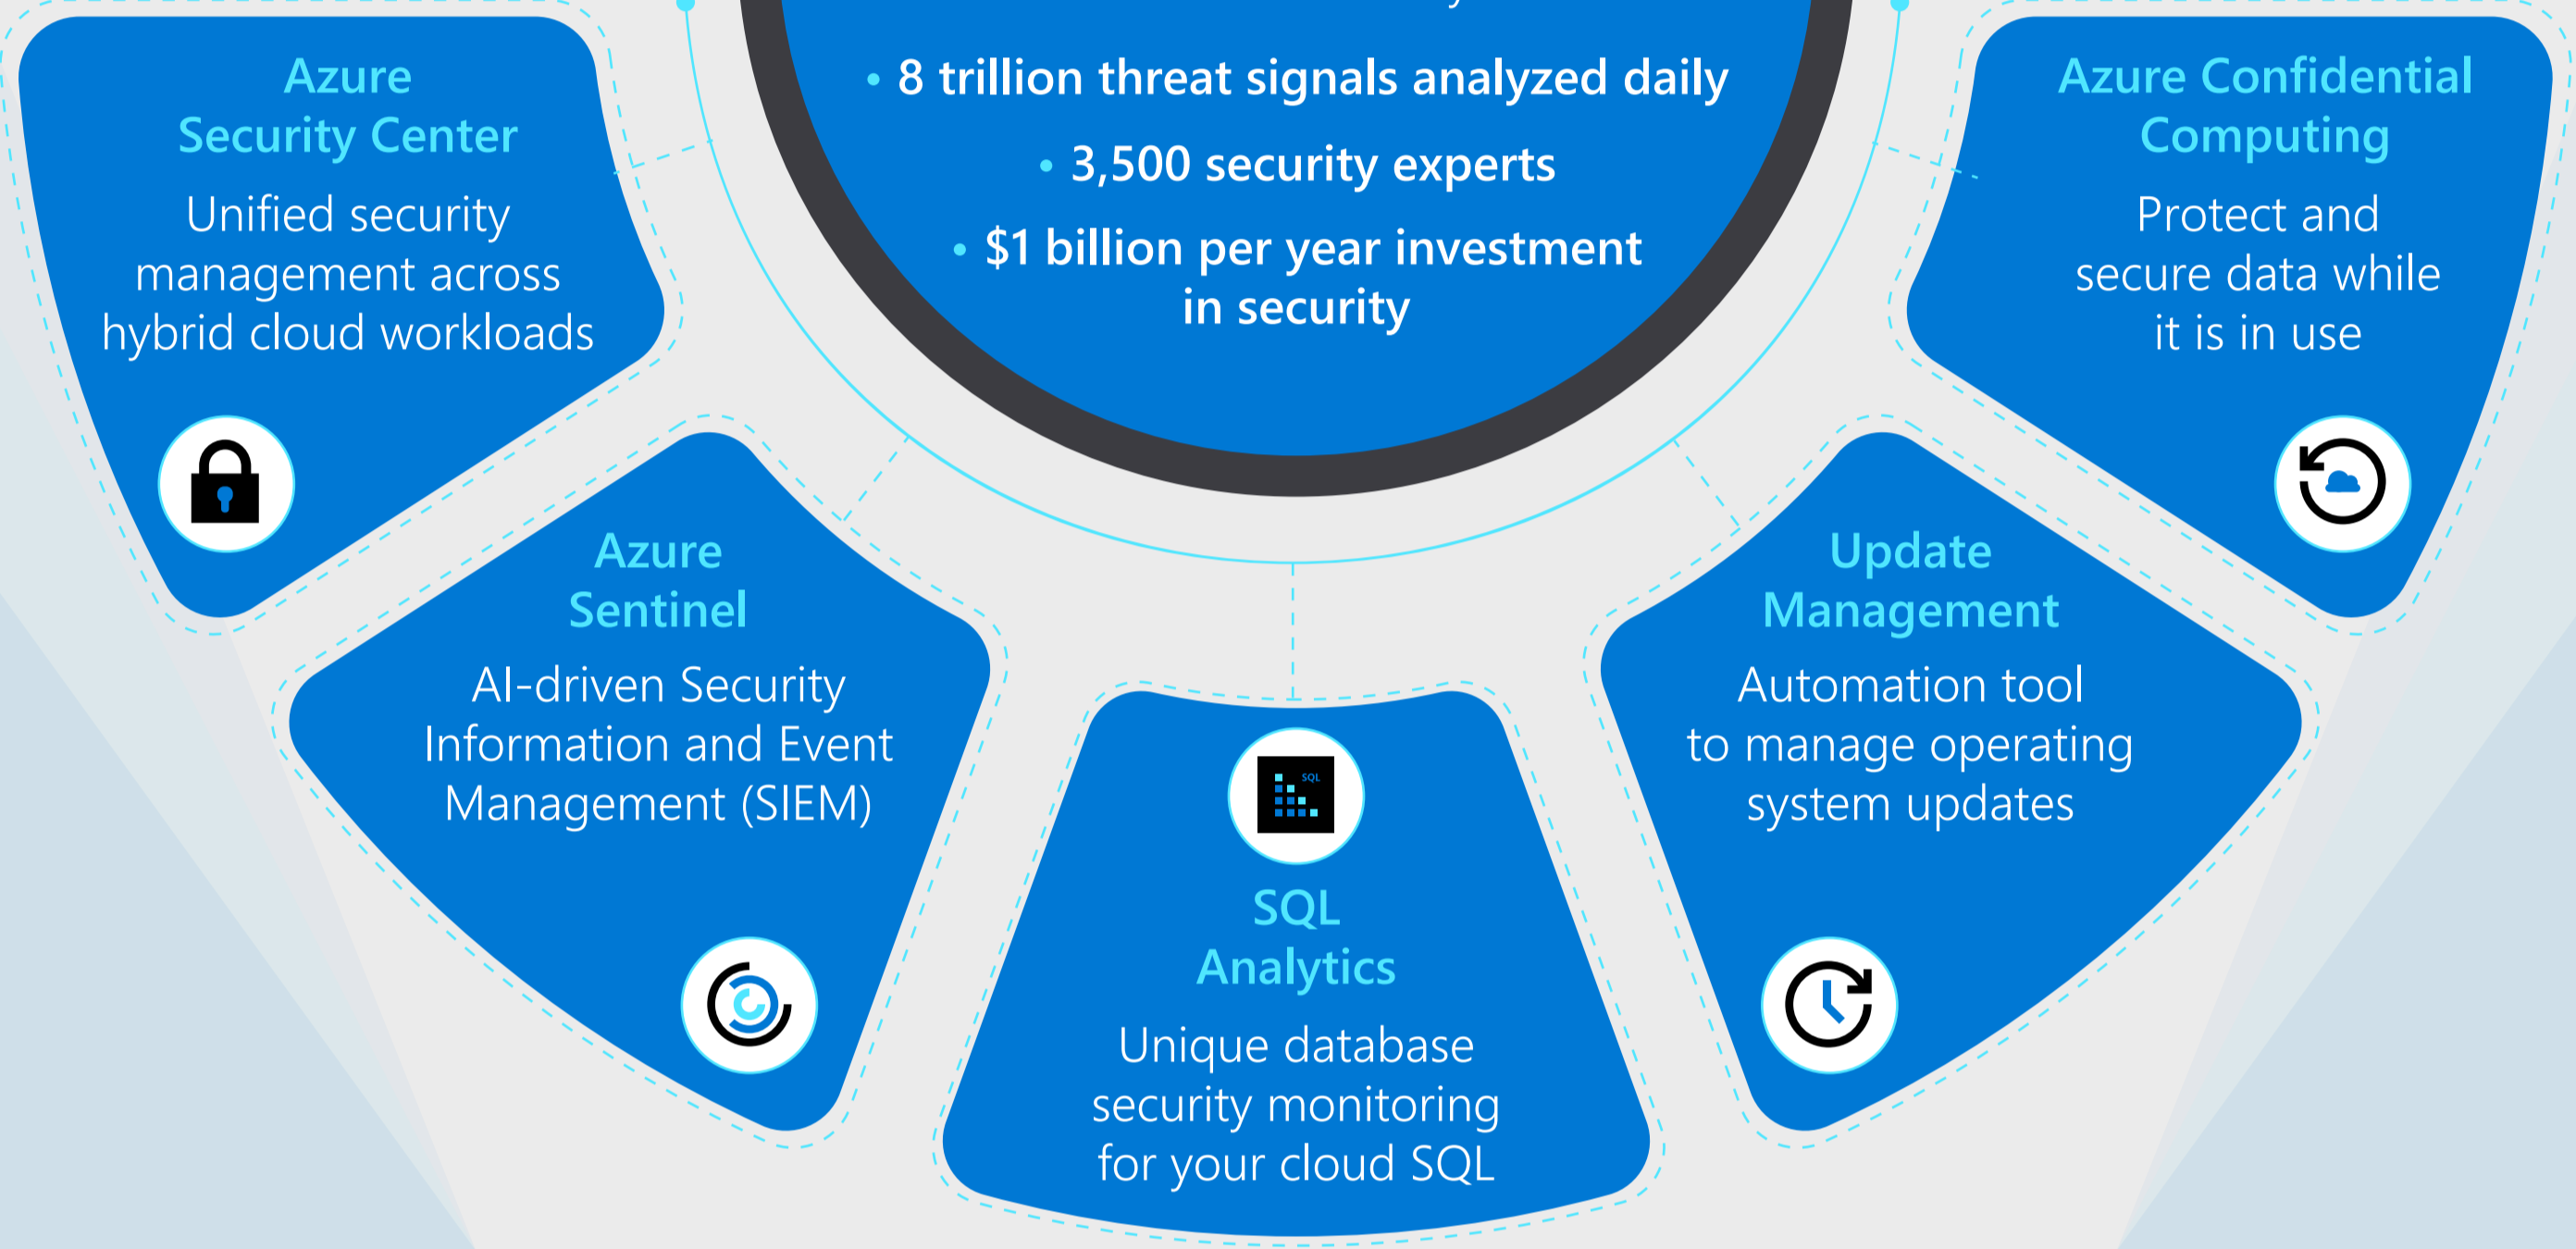 • 8 trillion threat signals analyzed daily
• 3,500 security experts
• $1 billion per year investment
in security
Azure
Security Center
Unified security
management across
hybrid cloud workloads
Azure
Sentinel
AI-driven Security
Information and Event
Management (SIEM)
SQL
SQL
Analytics
Unique database
security monitoring
for your cloud SQL
Update
Management
Automation tool
to manage operating
system updates
Azure Confidential
Computing
Protect and
secure data while
it is in use